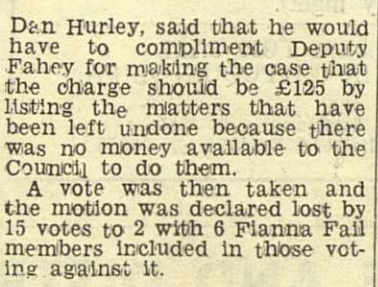 Dan Hurley, said that he would
have to compliment Deputy
Fahey for making the case that
the charge should be £125 by
listing the matters that have
been left undone because there
was no money available to the
Council to do them.
A vote was then taken and
the motion was declared lost by
15 votes to 2 with 6 Fianna Fail
members included in those vot-
ing against it.